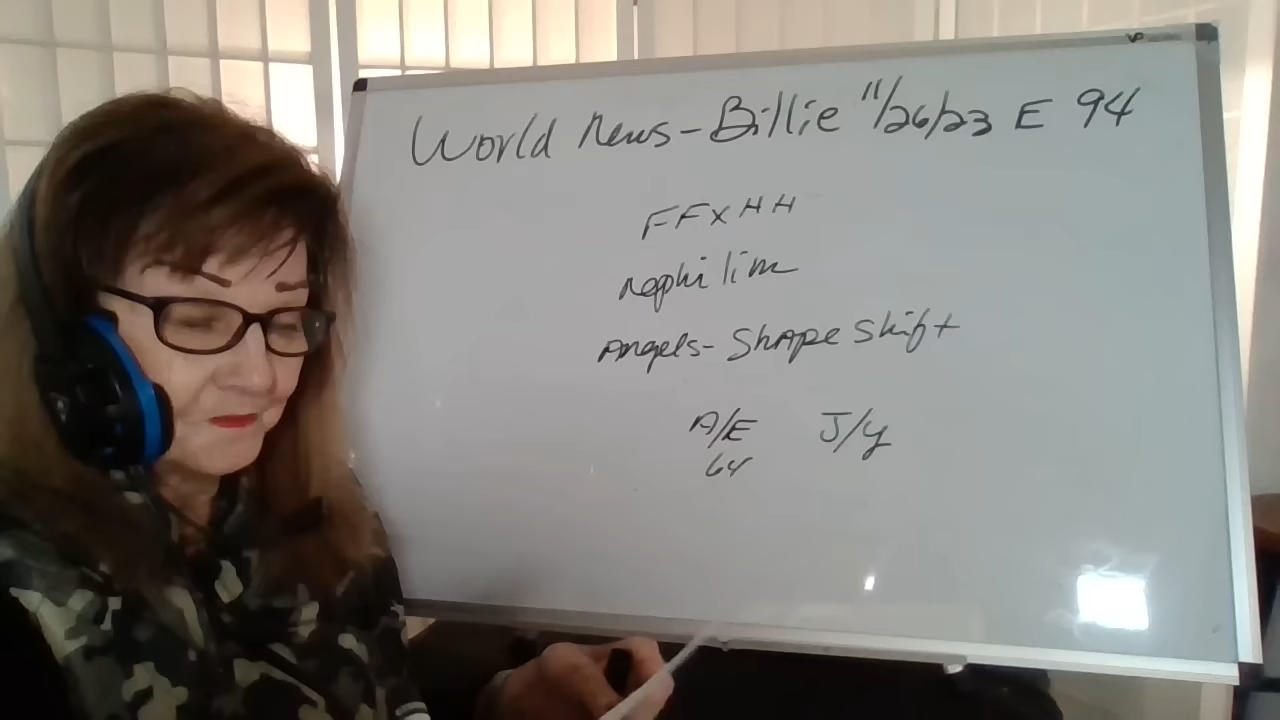 World News - Billie 11/26/23 E 94
FFXHH
nephilim
Angels - Shape Shift
A/E J/Y
64